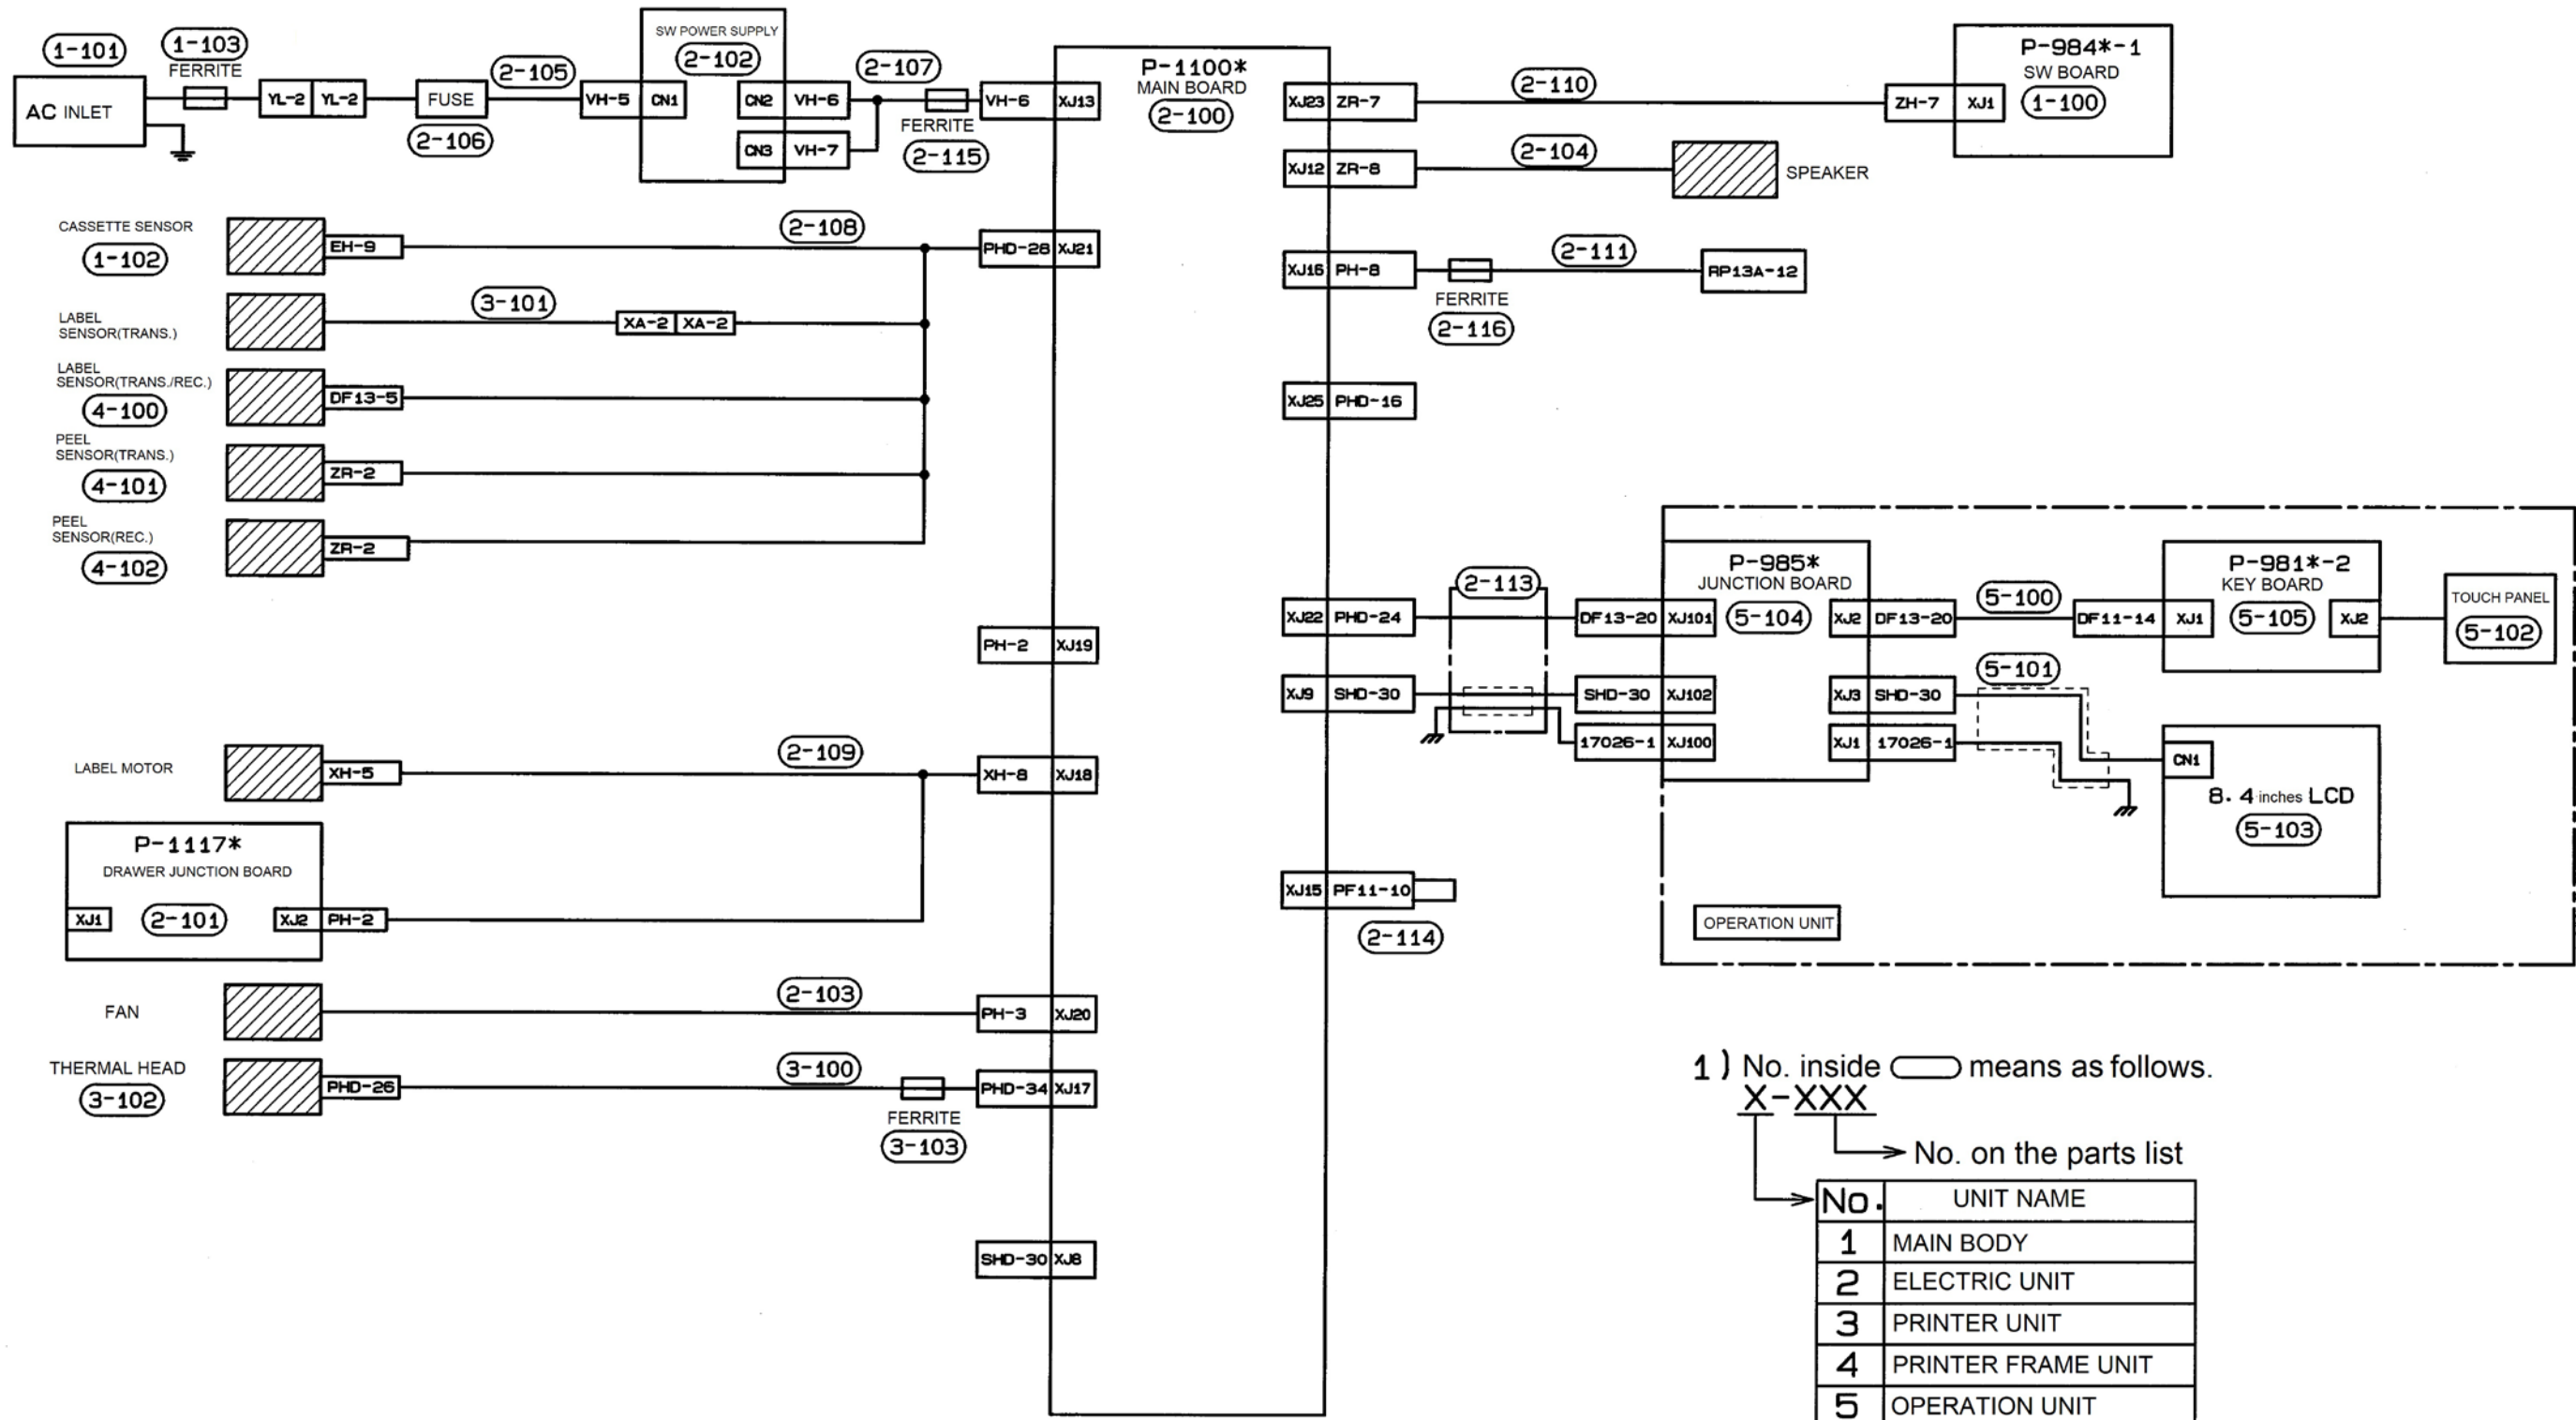 1-101
AC INLET
1-103
FERRITE
YL-2 YL-2
FUSE
2-106
2-105
SW POWER SUPPLY
2-102
VH-5 CN1
CN2 VH-6
CN3 VH-7
2-107
FERRITE
2-115
VH-6 XJ13
P-1100*
MAIN BOARD
2-100
XJ23 ZR-7
2-110
ZH-7 XJ1
P-984*-1
SW BOARD
1-100
XJ12 ZR-8
2-104
SPEAKER
CASSETTE SENSOR
1-102
EH-9
2-108
PHD-28 XJ21
XJ16 PH-8
FERRITE
2-116
2-111
RP13A-12
LABEL
SENSOR(TRANS.)
3-101
XA-2 XA-2
LABEL
SENSOR(TRANS./REC.)
4-100
DF13-5
XJ25 PHD-16
PEEL
SENSOR(TRANS.)
4-101
ZR-2
PEEL
SENSOR(REC.)
4-102
ZR-2
PH-2 XJ19
XJ22 PHD-24
2-113
DF13-20 XJ101
P-985*
JUNCTION BOARD
5-104
XJ2 DF13-20
5-100
DF11-14 XJ1
P-981*-2
KEY BOARD
5-105
XJ2
TOUCH PANEL
5-102
XJ9 SHD-30
SHD-30 XJ102
17026-1 XJ100
XJ3 SHD-30
XJ1 17026-1
5-101
CN1
8.4 inches LCD
5-103
OPERATION UNIT
LABEL MOTOR
XH-5
2-109
XH-8 XJ18
P-1117*
DRAWER JUNCTION BOARD
XJ1
2-101
XJ2 PH-2
XJ15 PF11-10
2-114
FAN
2-103
PH-3 XJ20
THERMAL HEAD
3-102
PHD-26
3-100
FERRITE
3-103
PHD-34 XJ17
SHD-30 XJ8
1) No. inside means as follows.
X-XXX
No. on the parts list
No. UNIT NAME
1 MAIN BODY
2 ELECTRIC UNIT
3 PRINTER UNIT
4 PRINTER FRAME UNIT
5 OPERATION UNIT